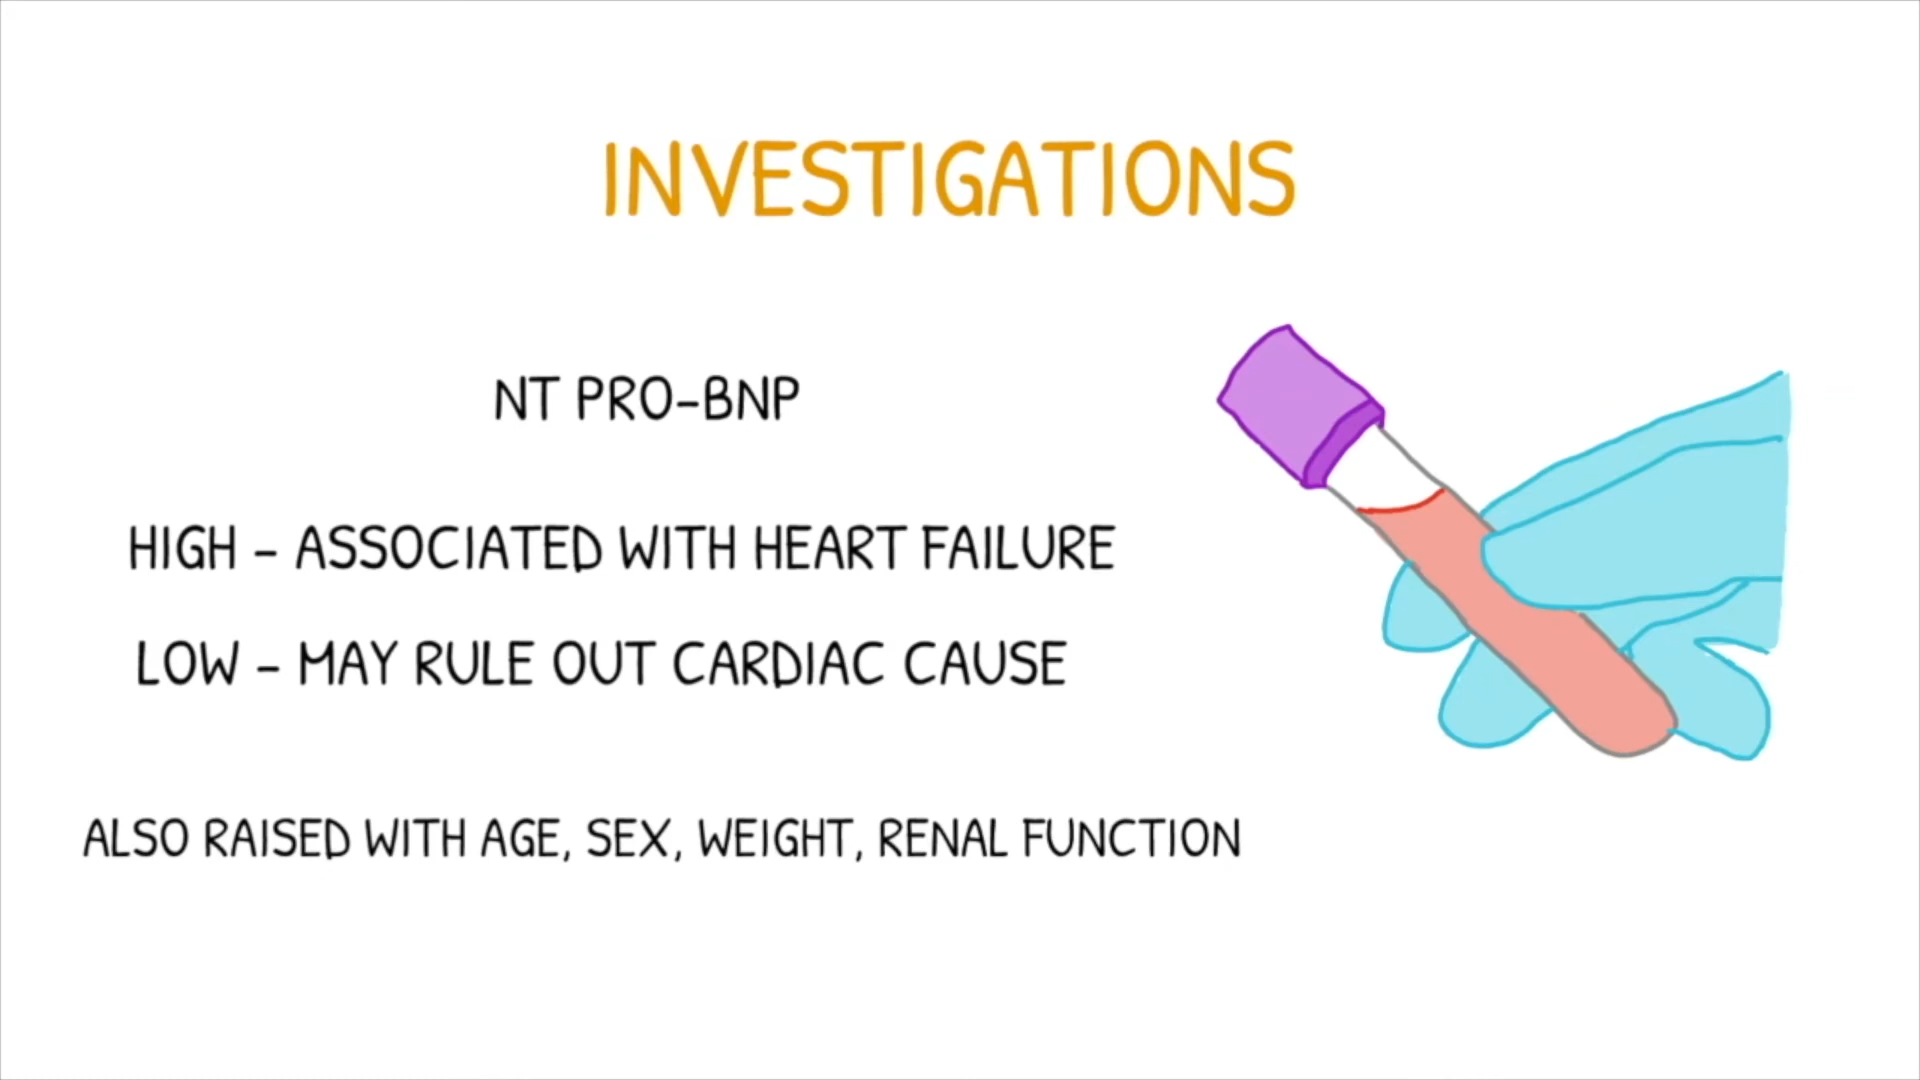 INVESTIGATIONS
NT PRO-BNP
HIGH - ASSOCIATED WITH HEART FAILURE
LOW - MAY RULE OUT CARDIAC CAUSE
ALSO RAISED WITH AGE, SEX, WEIGHT, RENAL FUNCTION